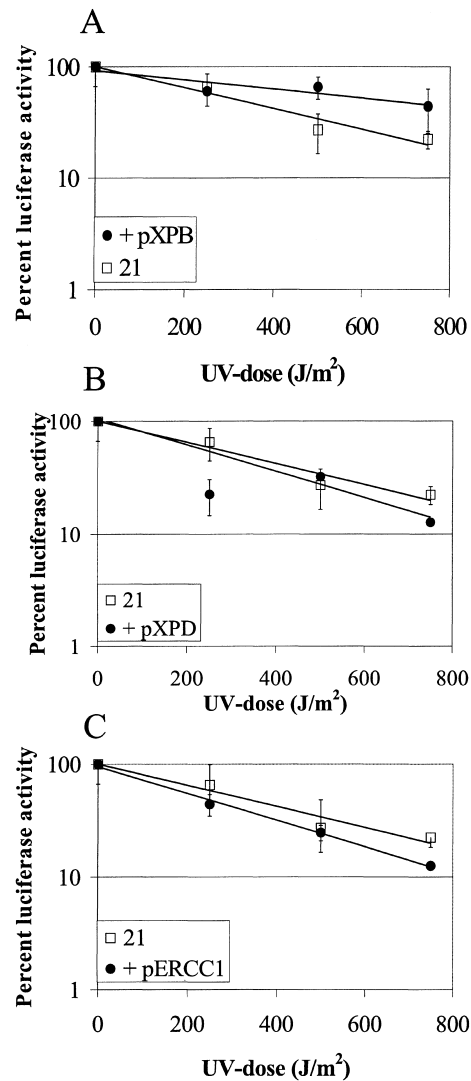 A
Percent luciferase activity
100
10
1
+ pXPB
21
0
200
400
600
800
UV-dose (J/m²)
B
Percent luciferase activity
100
10
1
21
+ pXPD
0
200
400
600
800
UV-dose (J/m²)
C
Percent luciferase activity
100
10
1
21
+ pERCC1
0
200
400
600
800
UV-dose (J/m²)